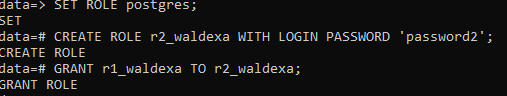 data=> SET ROLE postgres;
SET
data=# CREATE ROLE r2_waldexa WITH LOGIN PASSWORD 'password2';
CREATE ROLE
data=# GRANT r1_waldexa TO r2_waldexa;
GRANT ROLE